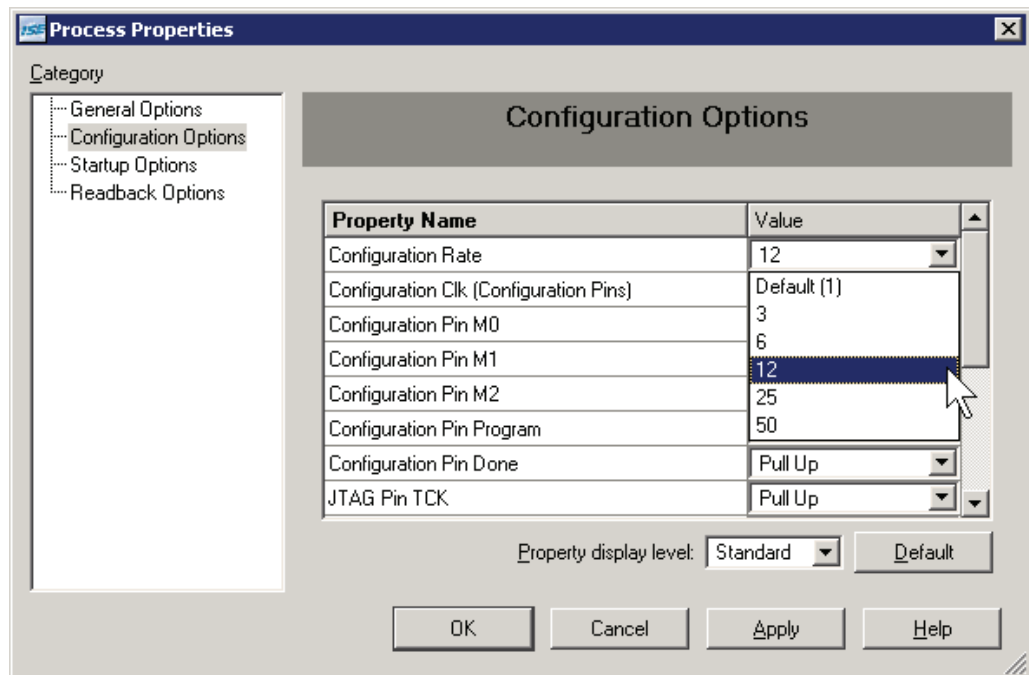 ISE Process Properties
Category
General Options
Configuration Options
Startup Options
Readback Options
Configuration Options
Property Name Value
Configuration Rate 12
Configuration Clk (Configuration Pins) Default (1)
3
Configuration Pin M0
6
Configuration Pin M1 12
Configuration Pin M2 25
Configuration Pin Program 50
Configuration Pin Done Pull Up
JTAG Pin TCK Pull Up
Property display level: Standard Default
OK Cancel Apply Help